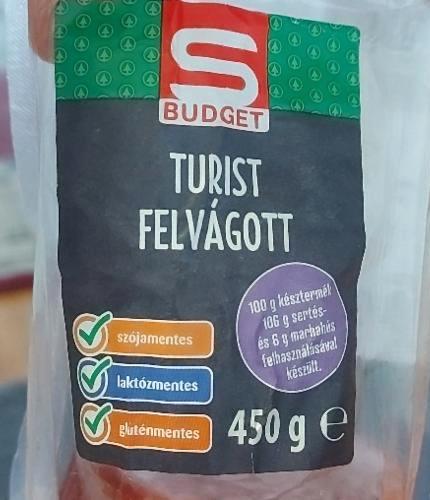 S
BUDGET
TURIST
FELVÁGOTT
100 g késztermék
106 g sertés-
és 6 g marhahús
felhasználásával
készült.
szójamentes
laktózmentes
gluténmentes
450 g e